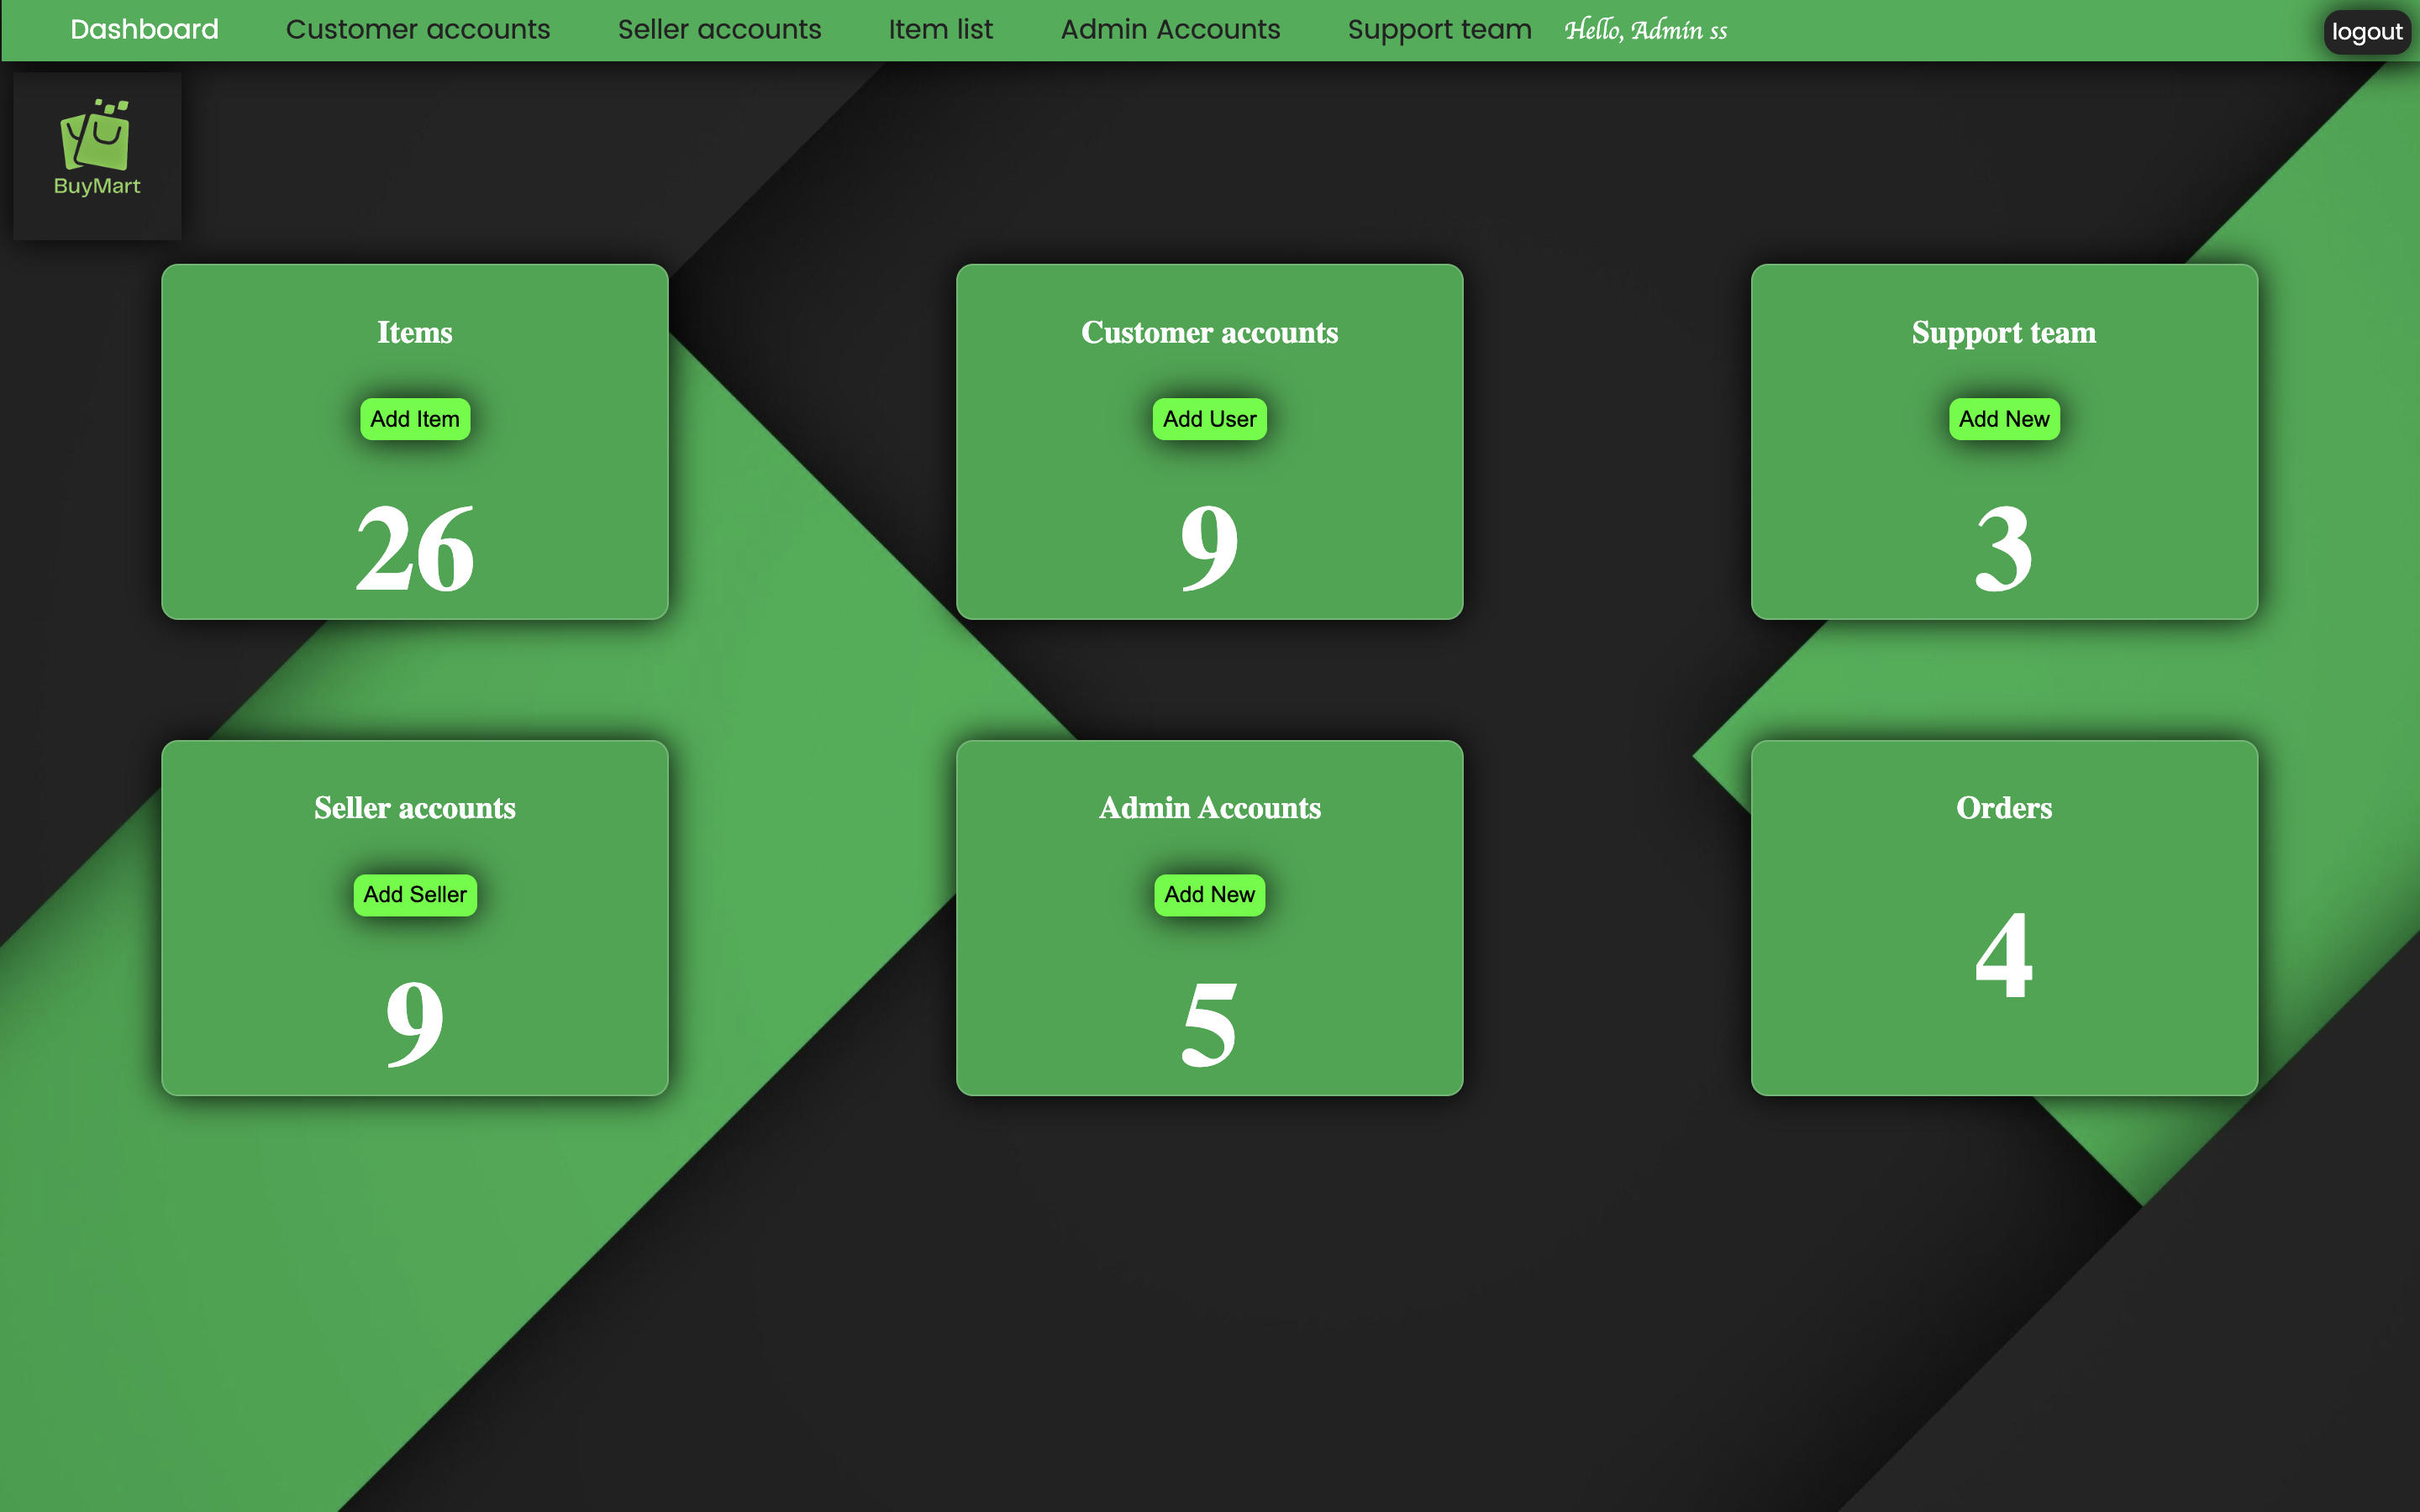 Dashboard Customer accounts Seller accounts Item list Admin Accounts Support team Hello, Admin ss logout
BuyMart
Items Customer accounts Support team
Add Item Add User Add New
26 9 3
Seller accounts Admin Accounts Orders
Add Seller Add New
9 5 4